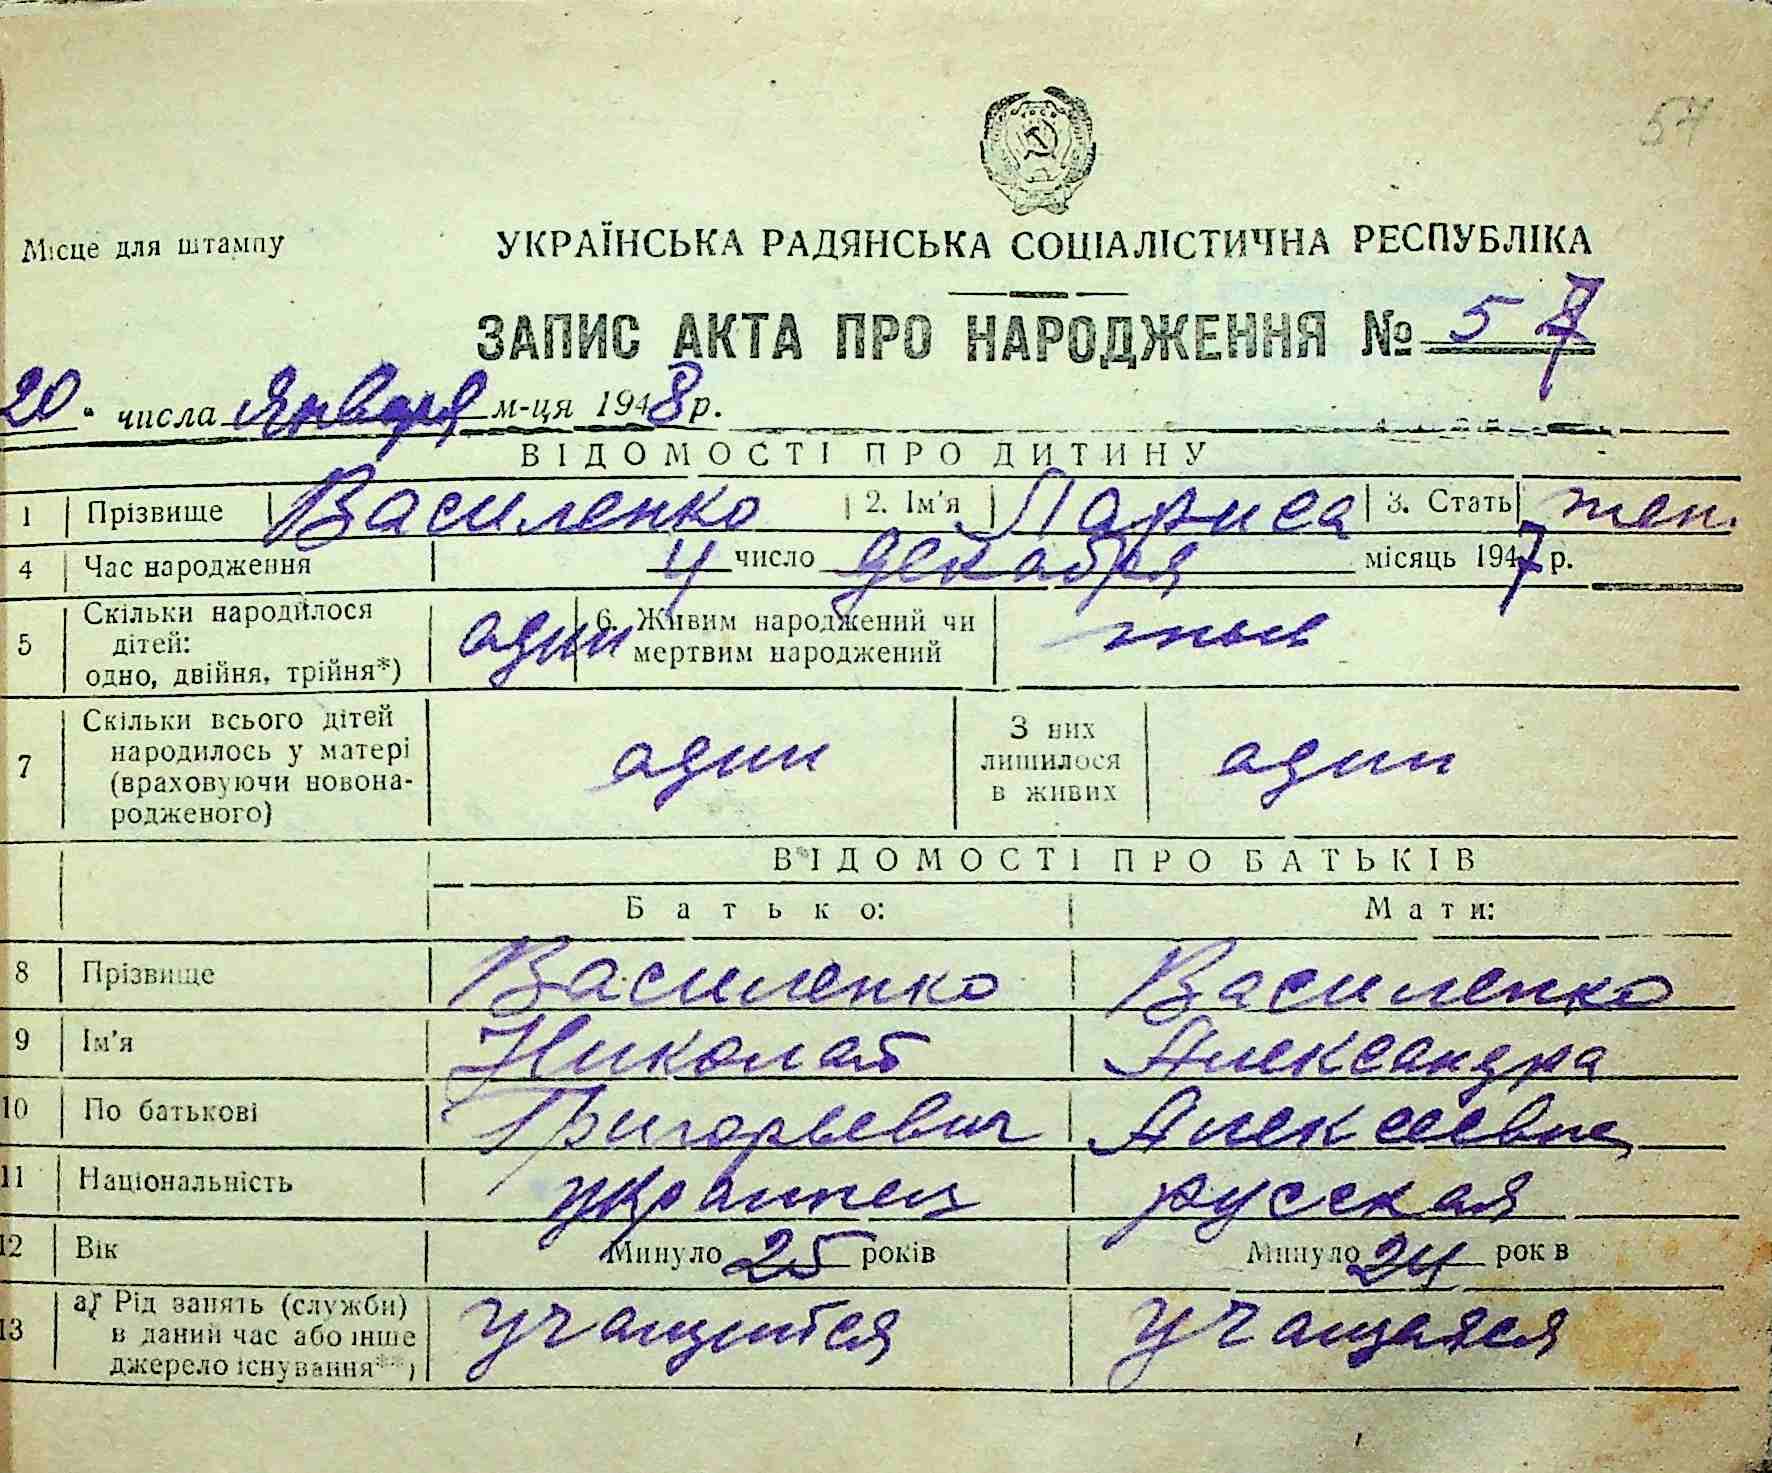 57
Місце для штампу
УКРАЇНСЬКА РАДЯНСЬКА СОЦІАЛІСТИЧНА РЕСПУБЛІКА
ЗАПИС АКТА ПРО НАРОДЖЕННЯ № 57
20. числа Января м-ця 1948 р.
ВІДОМОСТІ ПРО ДИТИНУ
1 Прізвище Василенко 2. Ім'я Лариса 3. Стать жен.
4 Час народження 4 число декабря місяць 1947 р.
5 Скільки народилося дітей: одно, двійня, трійня*) один 6. Живим народжений чи мертвим народжений
7 Скільки всього дітей народилось у матері (враховуючи новонародженого) один З них лишилося в живих один
ВІДОМОСТІ ПРО БАТЬКІВ
Батько: Мати:
8 Прізвище Василенко Василенко
9 Ім'я Николай Александра
10 По батькові Григорьевич Алексеевна
11 Національність украинец русская
12 Вік Минуло 25 років Минуло 24 рок в
13 а) Рід занять (служби) в даний час або інше джерело існування**) учащийся учащаяся